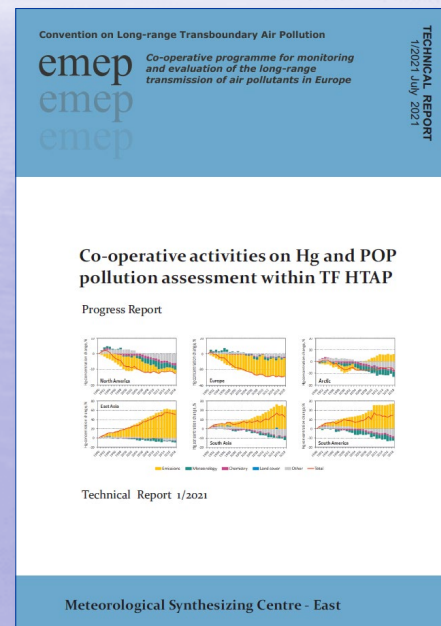 Convention on Long-range Transboundary Air Pollution
emep
Co-operative programme for monitoring
and evaluation of the long-range
transmission of air pollutants in Europe
emep
emep
TECHNICAL REPORT
1/2021 July 2021
Co-operative activities on Hg and POP
pollution assessment within TF HTAP
Progress Report
North America
Europe
Arctic
East Asia
South Asia
South America
Emissions Meteorology Chemistry Land cover Other Total
Technical Report 1/2021
Meteorological Synthesizing Centre - East